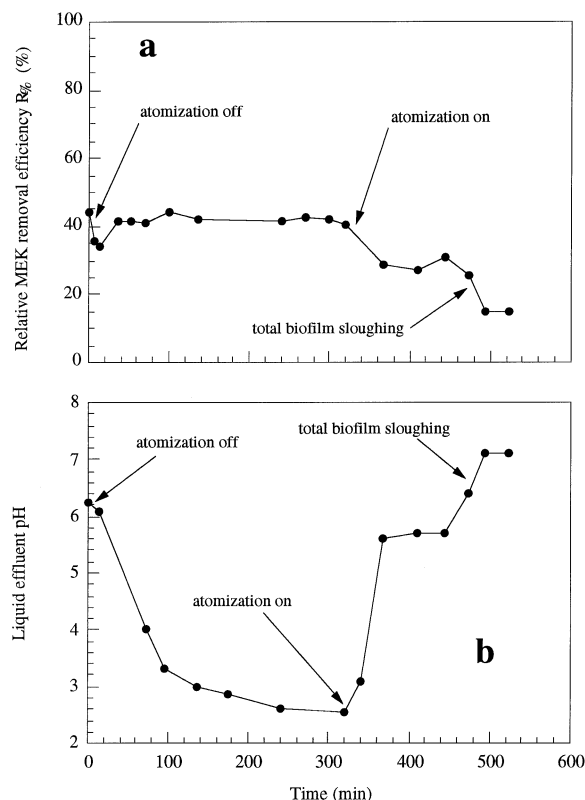 100
a
atomization off
80
atomization on
60
40
20
total biofilm sloughing
0
Relative MEK removal efficiency R% (%)
8
total biofilm sloughing
atomization off
7
6
5
atomization on
4
b
3
2
Liquid effluent pH
0 100 200 300 400 500 600
Time (min)